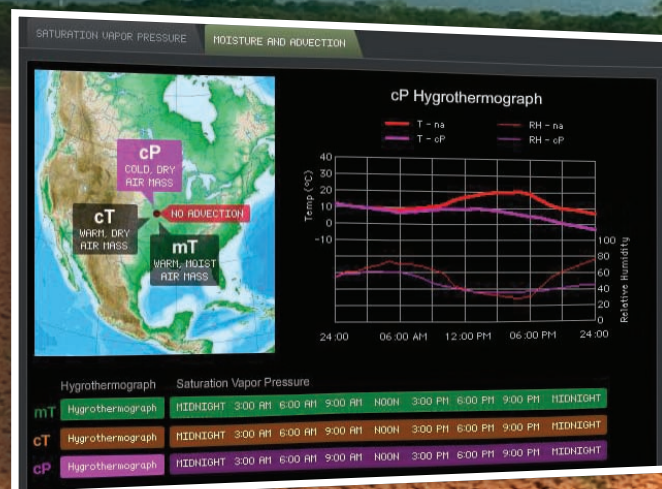 SATURATION VAPOR PRESSURE
MOISTURE AND ADVECTION
cP
COLD, DRY
AIR MASS
cT
WARM, DRY
AIR MASS
NO ADVECTION
mT
WARM, MOIST
AIR MASS
cP Hygrothermograph
T - na
RH - na
T - cP
RH - cP
Temp (°C)
40
30
20
10
0
-10
100
80
60
40
20
0
Relative Humidity
24:00 06:00 AM 12:00 PM 06:00 PM 24:00
Hygrothermograph Saturation Vapor Pressure
mT Hygrothermograph MIDNIGHT 3:00 AM 6:00 AM 9:00 AM NOON 3:00 PM 6:00 PM 9:00 PM MIDNIGHT
cT Hygrothermograph MIDNIGHT 3:00 AM 6:00 AM 9:00 AM NOON 3:00 PM 6:00 PM 9:00 PM MIDNIGHT
cP Hygrothermograph MIDNIGHT 3:00 AM 6:00 AM 9:00 AM NOON 3:00 PM 6:00 PM 9:00 PM MIDNIGHT